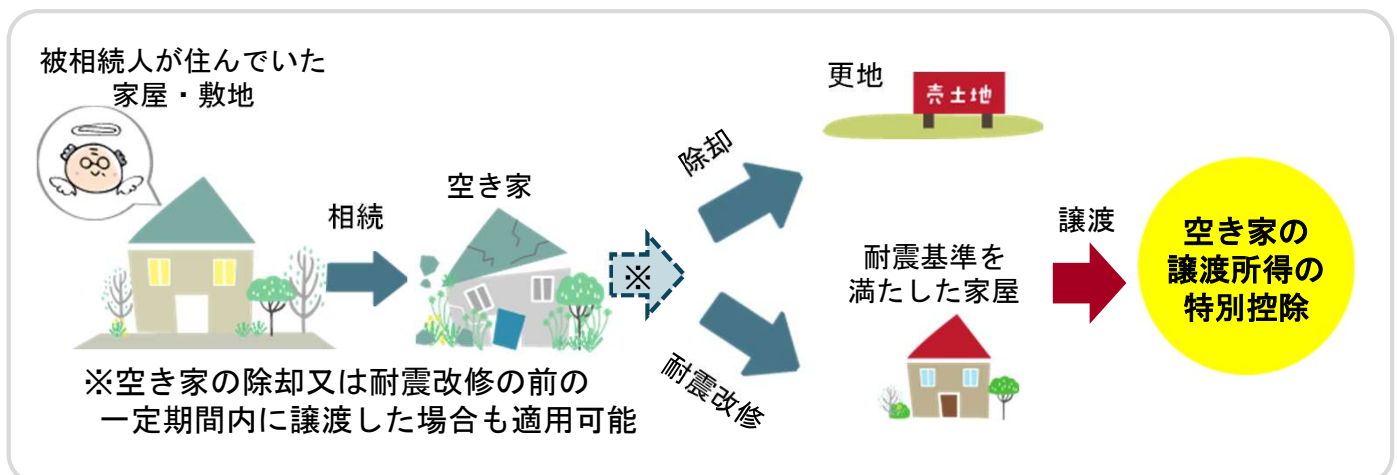 被相続人が住んでいた
家屋・敷地
相続
空き家
※
除却
更地
売土地
耐震改修
耐震基準を
満たした家屋
譲渡
空き家の
譲渡所得の
特別控除
※空き家の除却又は耐震改修の前の
一定期間内に譲渡した場合も適用可能